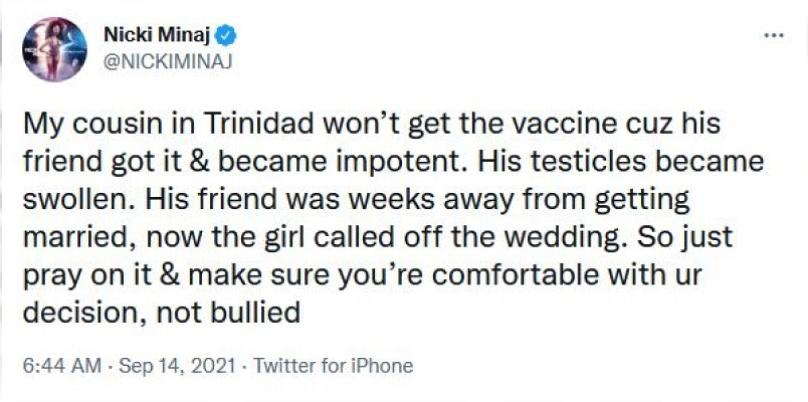 Nicki Minaj
@NICKIMINAJ
My cousin in Trinidad won’t get the vaccine cuz his
friend got it & became impotent. His testicles became
swollen. His friend was weeks away from getting
married, now the girl called off the wedding. So just
pray on it & make sure you’re comfortable with ur
decision, not bullied
6:44 AM · Sep 14, 2021 · Twitter for iPhone